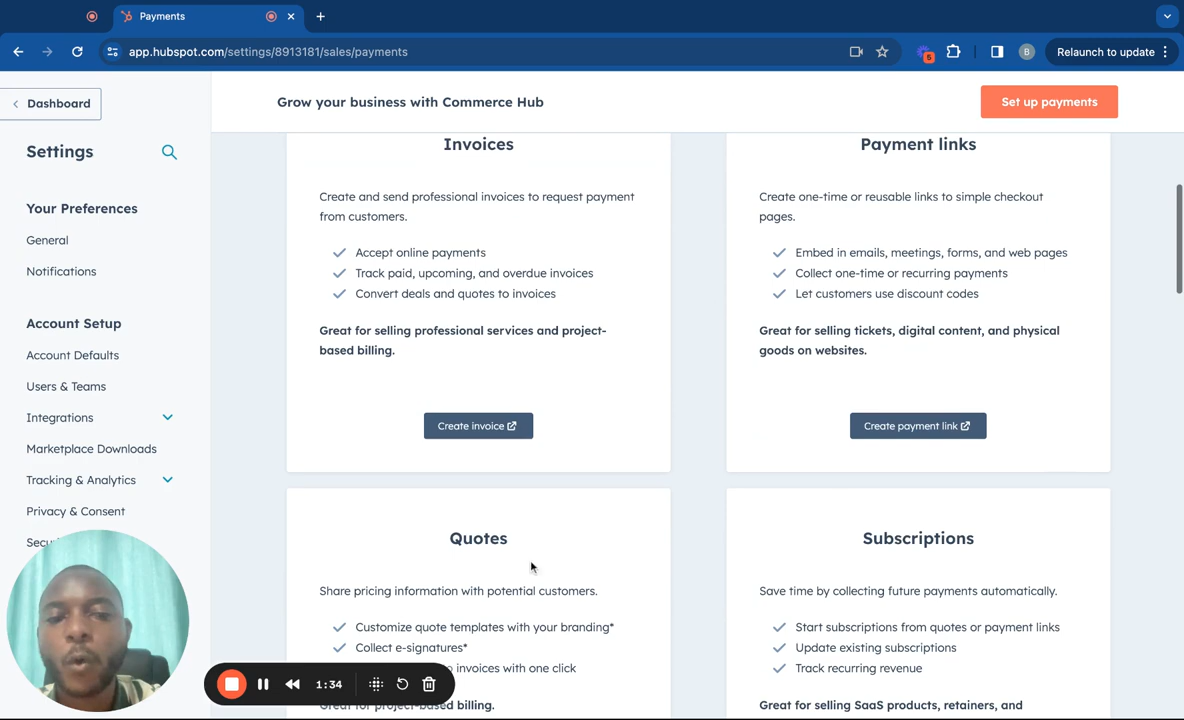 Payments
app.hubspot.com/settings/8913181/sales/payments
6
B
Relaunch to update
Dashboard
Grow your business with Commerce Hub
Set up payments
Settings
Your Preferences
General
Notifications
Account Setup
Account Defaults
Users & Teams
Integrations
Marketplace Downloads
Tracking & Analytics
Privacy & Consent
Invoices
Create and send professional invoices to request payment
from customers.
Accept online payments
Track paid, upcoming, and overdue invoices
Convert deals and quotes to invoices
Great for selling professional services and project-
based billing.
Create invoice
Payment links
Create one-time or reusable links to simple checkout
pages.
Embed in emails, meetings, forms, and web pages
Collect one-time or recurring payments
Let customers use discount codes
Great for selling tickets, digital content, and physical
goods on websites.
Create payment link
Quotes
Share pricing information with potential customers.
Customize quote templates with your branding*
Collect e-signatures*
invoices with one click
Great for project-based billing.
Subscriptions
Save time by collecting future payments automatically.
Start subscriptions from quotes or payment links
Update existing subscriptions
Track recurring revenue
Great for selling SaaS products, retainers, and
1:34